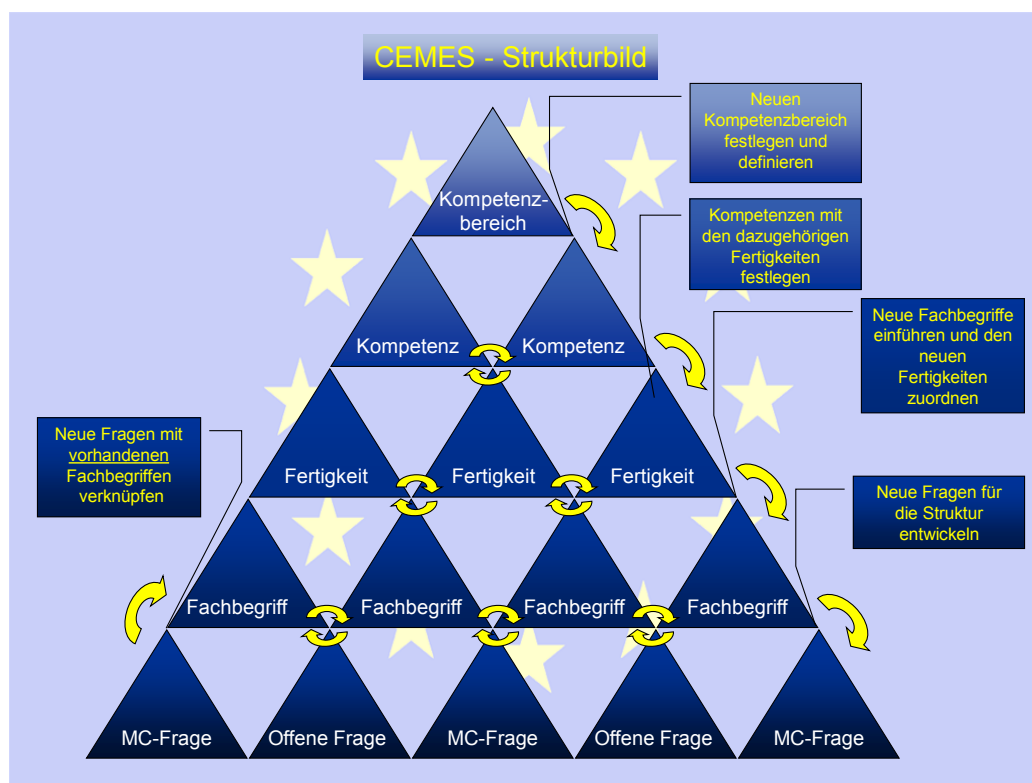 CEMES - Strukturbild
Neuen
Kompetenzbereich
festlegen und
definieren
Kompetenz-
bereich
Kompetenzen mit
den dazugehörigen
Fertigkeiten
festlegen
Neue Fachbegriffe
einführen und den
neuen
Fertigkeiten
zuordnen
Kompetenz
Kompetenz
Neue Fragen mit
vorhandenen
Fachbegriffen
verknüpfen
Fertigkeit
Fertigkeit
Fertigkeit
Neue Fragen für
die Struktur
entwickeln
Fachbegriff
Fachbegriff
Fachbegriff
Fachbegriff
MC-Frage
Offene Frage
MC-Frage
Offene Frage
MC-Frage